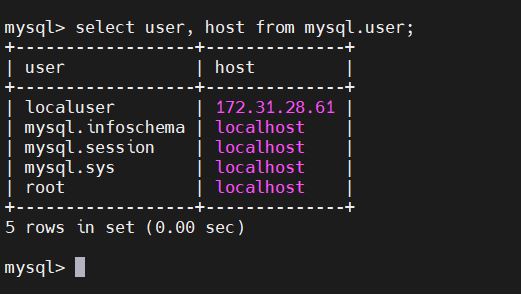 mysql> select user, host from mysql.user;
+------------------+--------------+
| user             | host         |
+------------------+--------------+
| localuser        | 172.31.28.61 |
| mysql.infoschema | localhost    |
| mysql.session    | localhost    |
| mysql.sys        | localhost    |
| root             | localhost    |
+------------------+--------------+
5 rows in set (0.00 sec)
mysql>